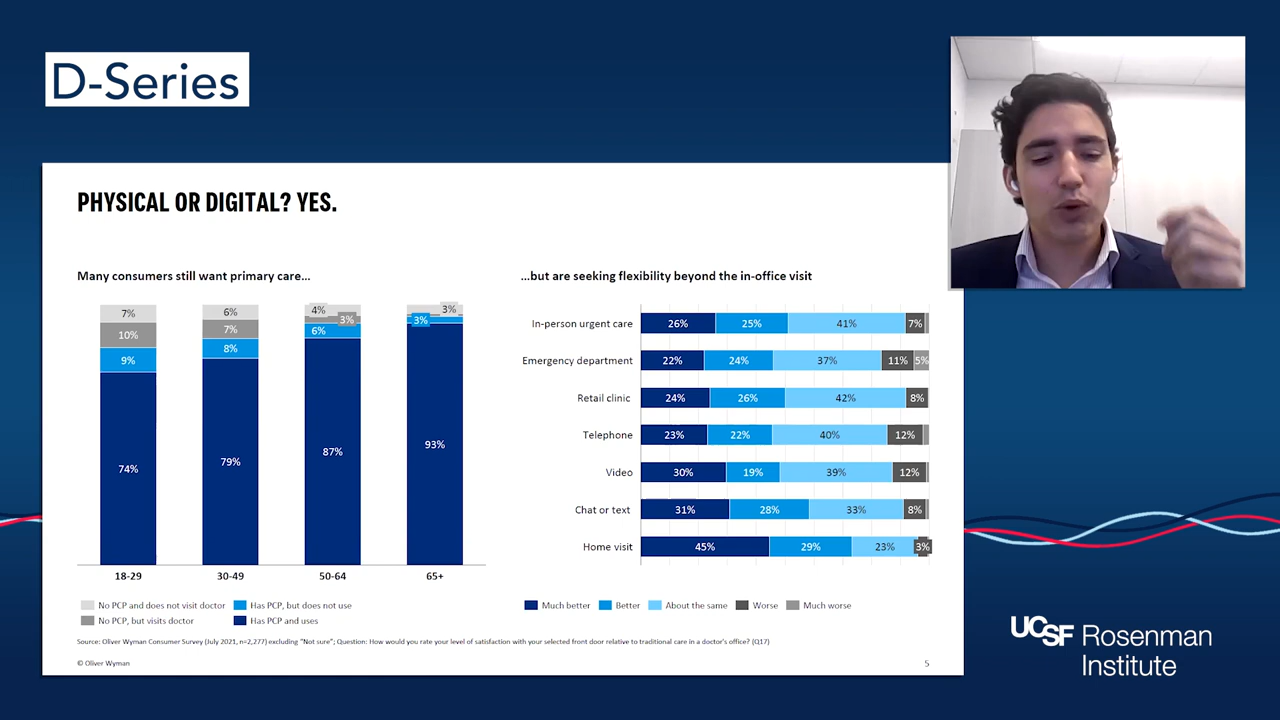 D-Series
PHYSICAL OR DIGITAL? YES.
Many consumers still want primary care...
7%
10%
9%
74%
18-29
6%
7%
8%
79%
30-49
4%
3%
6%
87%
50-64
3%
3%
93%
65+
No PCP and does not visit doctor
Has PCP, but does not use
No PCP, but visits doctor
Has PCP and uses
...but are seeking flexibility beyond the in-office visit
In-person urgent care 26% 25% 41% 7%
Emergency department 22% 24% 37% 11% 5%
Retail clinic 24% 26% 42% 8%
Telephone 23% 22% 40% 12%
Video 30% 19% 39% 12%
Chat or text 31% 28% 33% 8%
Home visit 45% 29% 23% 3%
Much better Better About the same Worse Much worse
Source: Oliver Wyman Consumer Survey (July 2021, n=2,277) excluding "Not sure"; Question: How would you rate your level of satisfaction with your selected front door relative to traditional care in a doctor's office? (Q17)
© Oliver Wyman
5
UCSF Rosenman
Institute